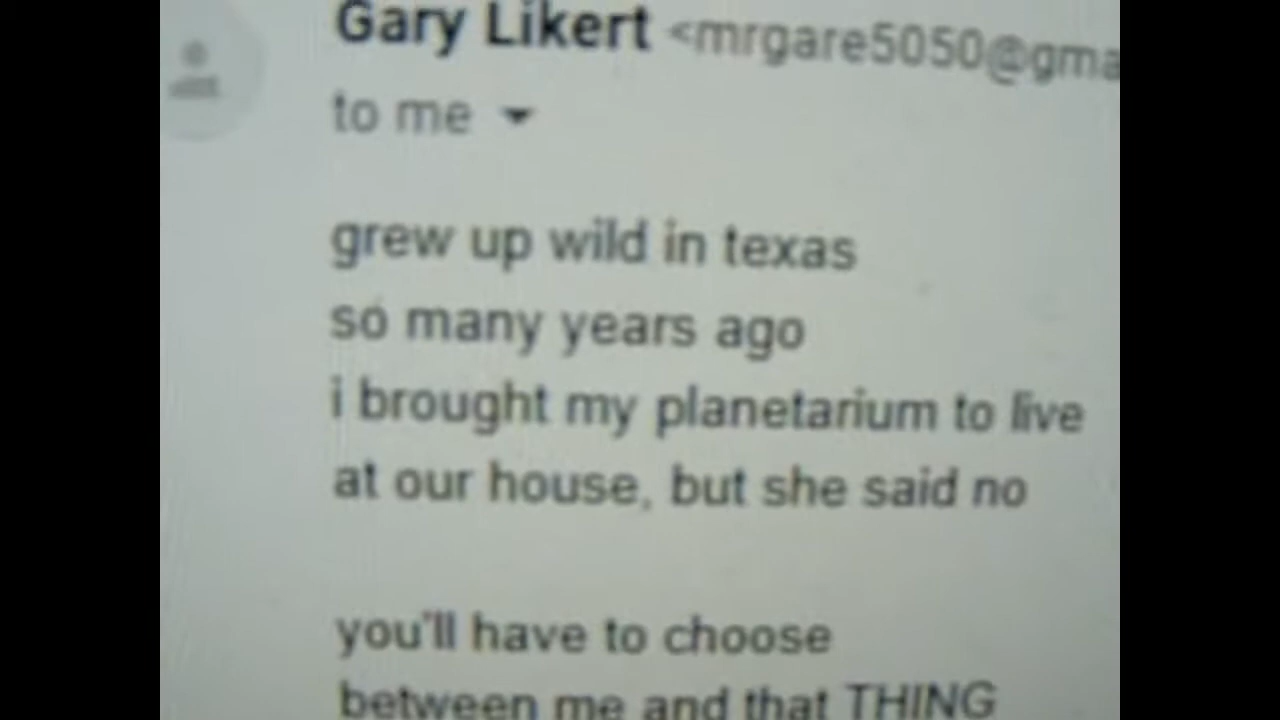 Gary Likert <mrgare5050@gma
to me
grew up wild in texas
so many years ago
i brought my planetarium to live
at our house, but she said no
you'll have to choose
between me and that THING